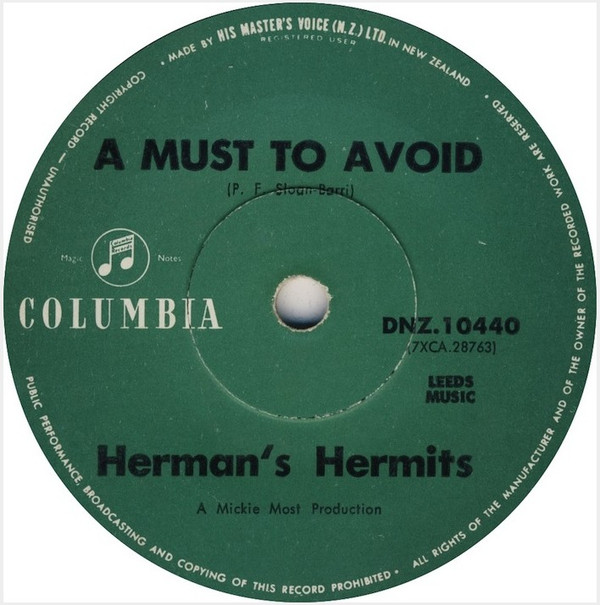 • MADE BY HIS MASTER'S VOICE (N.Z.) LTD. IN NEW ZEALAND •
REGISTERED USER
COPYRIGHT RECORD — UNAUTHORISED
PUBLIC PERFORMANCE, BROADCASTING AND COPYING OF THIS RECORD PROHIBITED •
ALL RIGHTS OF THE MANUFACTURER AND OF THE OWNER OF THE RECORDED WORK ARE RESERVED •
A MUST TO AVOID
(P. F. Sloan-Barri)
Magic Notes
Columbia Records
COLUMBIA
DNZ.10440
(7XCA.28763)
LEEDS
MUSIC
Herman's Hermits
A Mickie Most Production